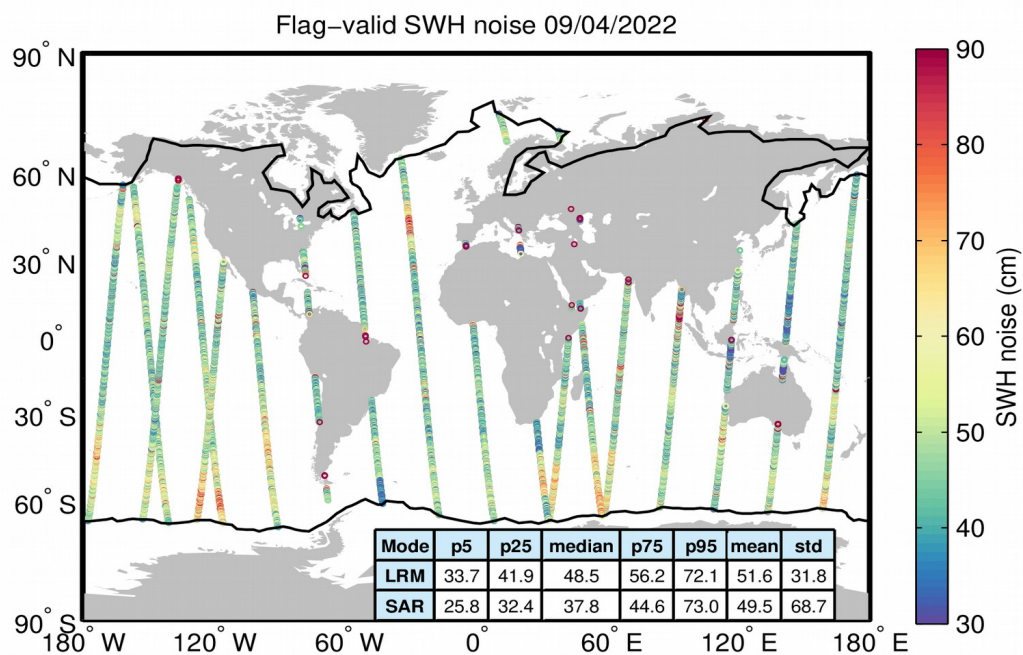 Flag−valid SWH noise 09/04/2022
90° N
60° N
30° N
0°
30° S
60° S
90° S
180° W
120° W
60° W
0°
60° E
120° E
180° E
Mode p5 p25 median p75 p95 mean std
LRM 33.7 41.9 48.5 56.2 72.1 51.6 31.8
SAR 25.8 32.4 37.8 44.6 73.0 49.5 68.7
90
80
70
60
50
40
30
SWH noise (cm)